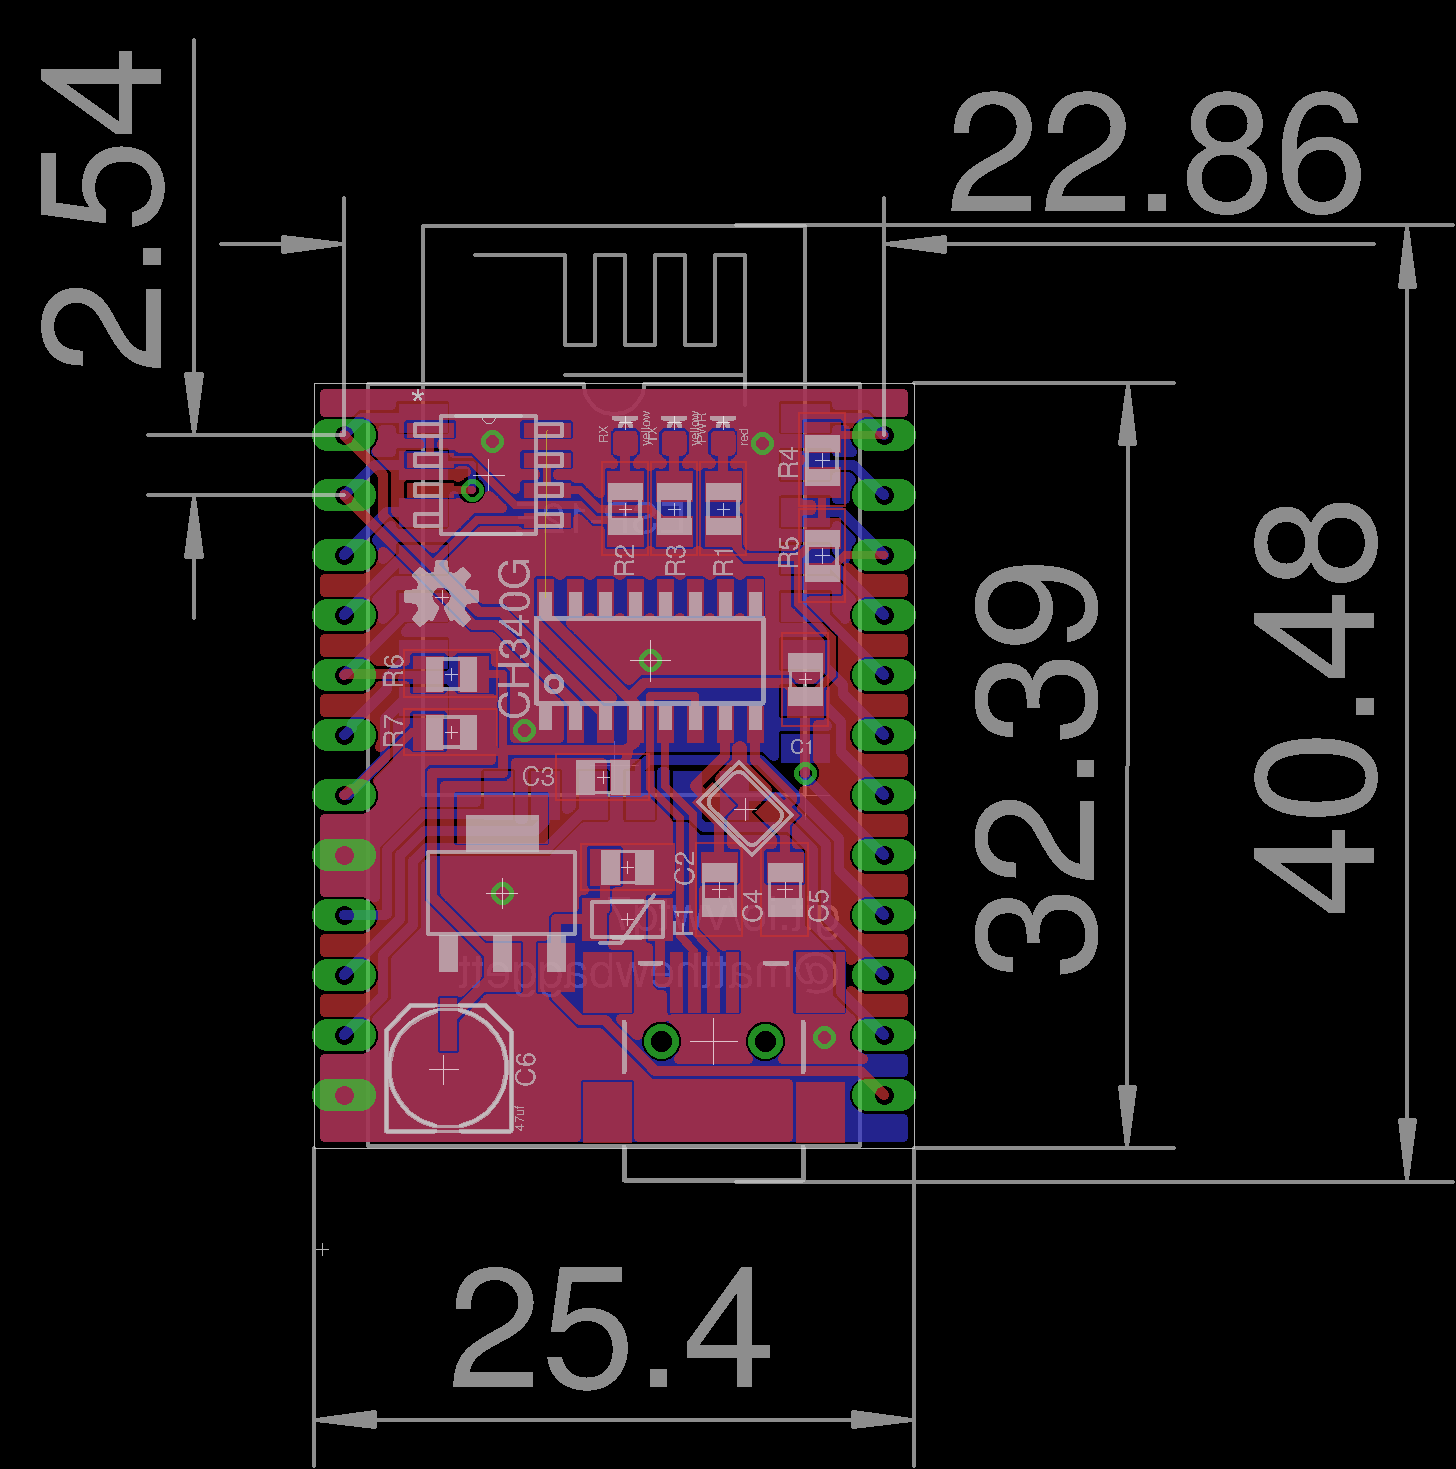 2.54
22.86
*
RX
yellow
TX
yellow
PWR
red
R4
R2
R3
R1
R5
CH340G
R6
R7
C1
C3
C2
C4
C5
F1
@matthewbaggett
C6
47uf
32.39
40.48
25.4